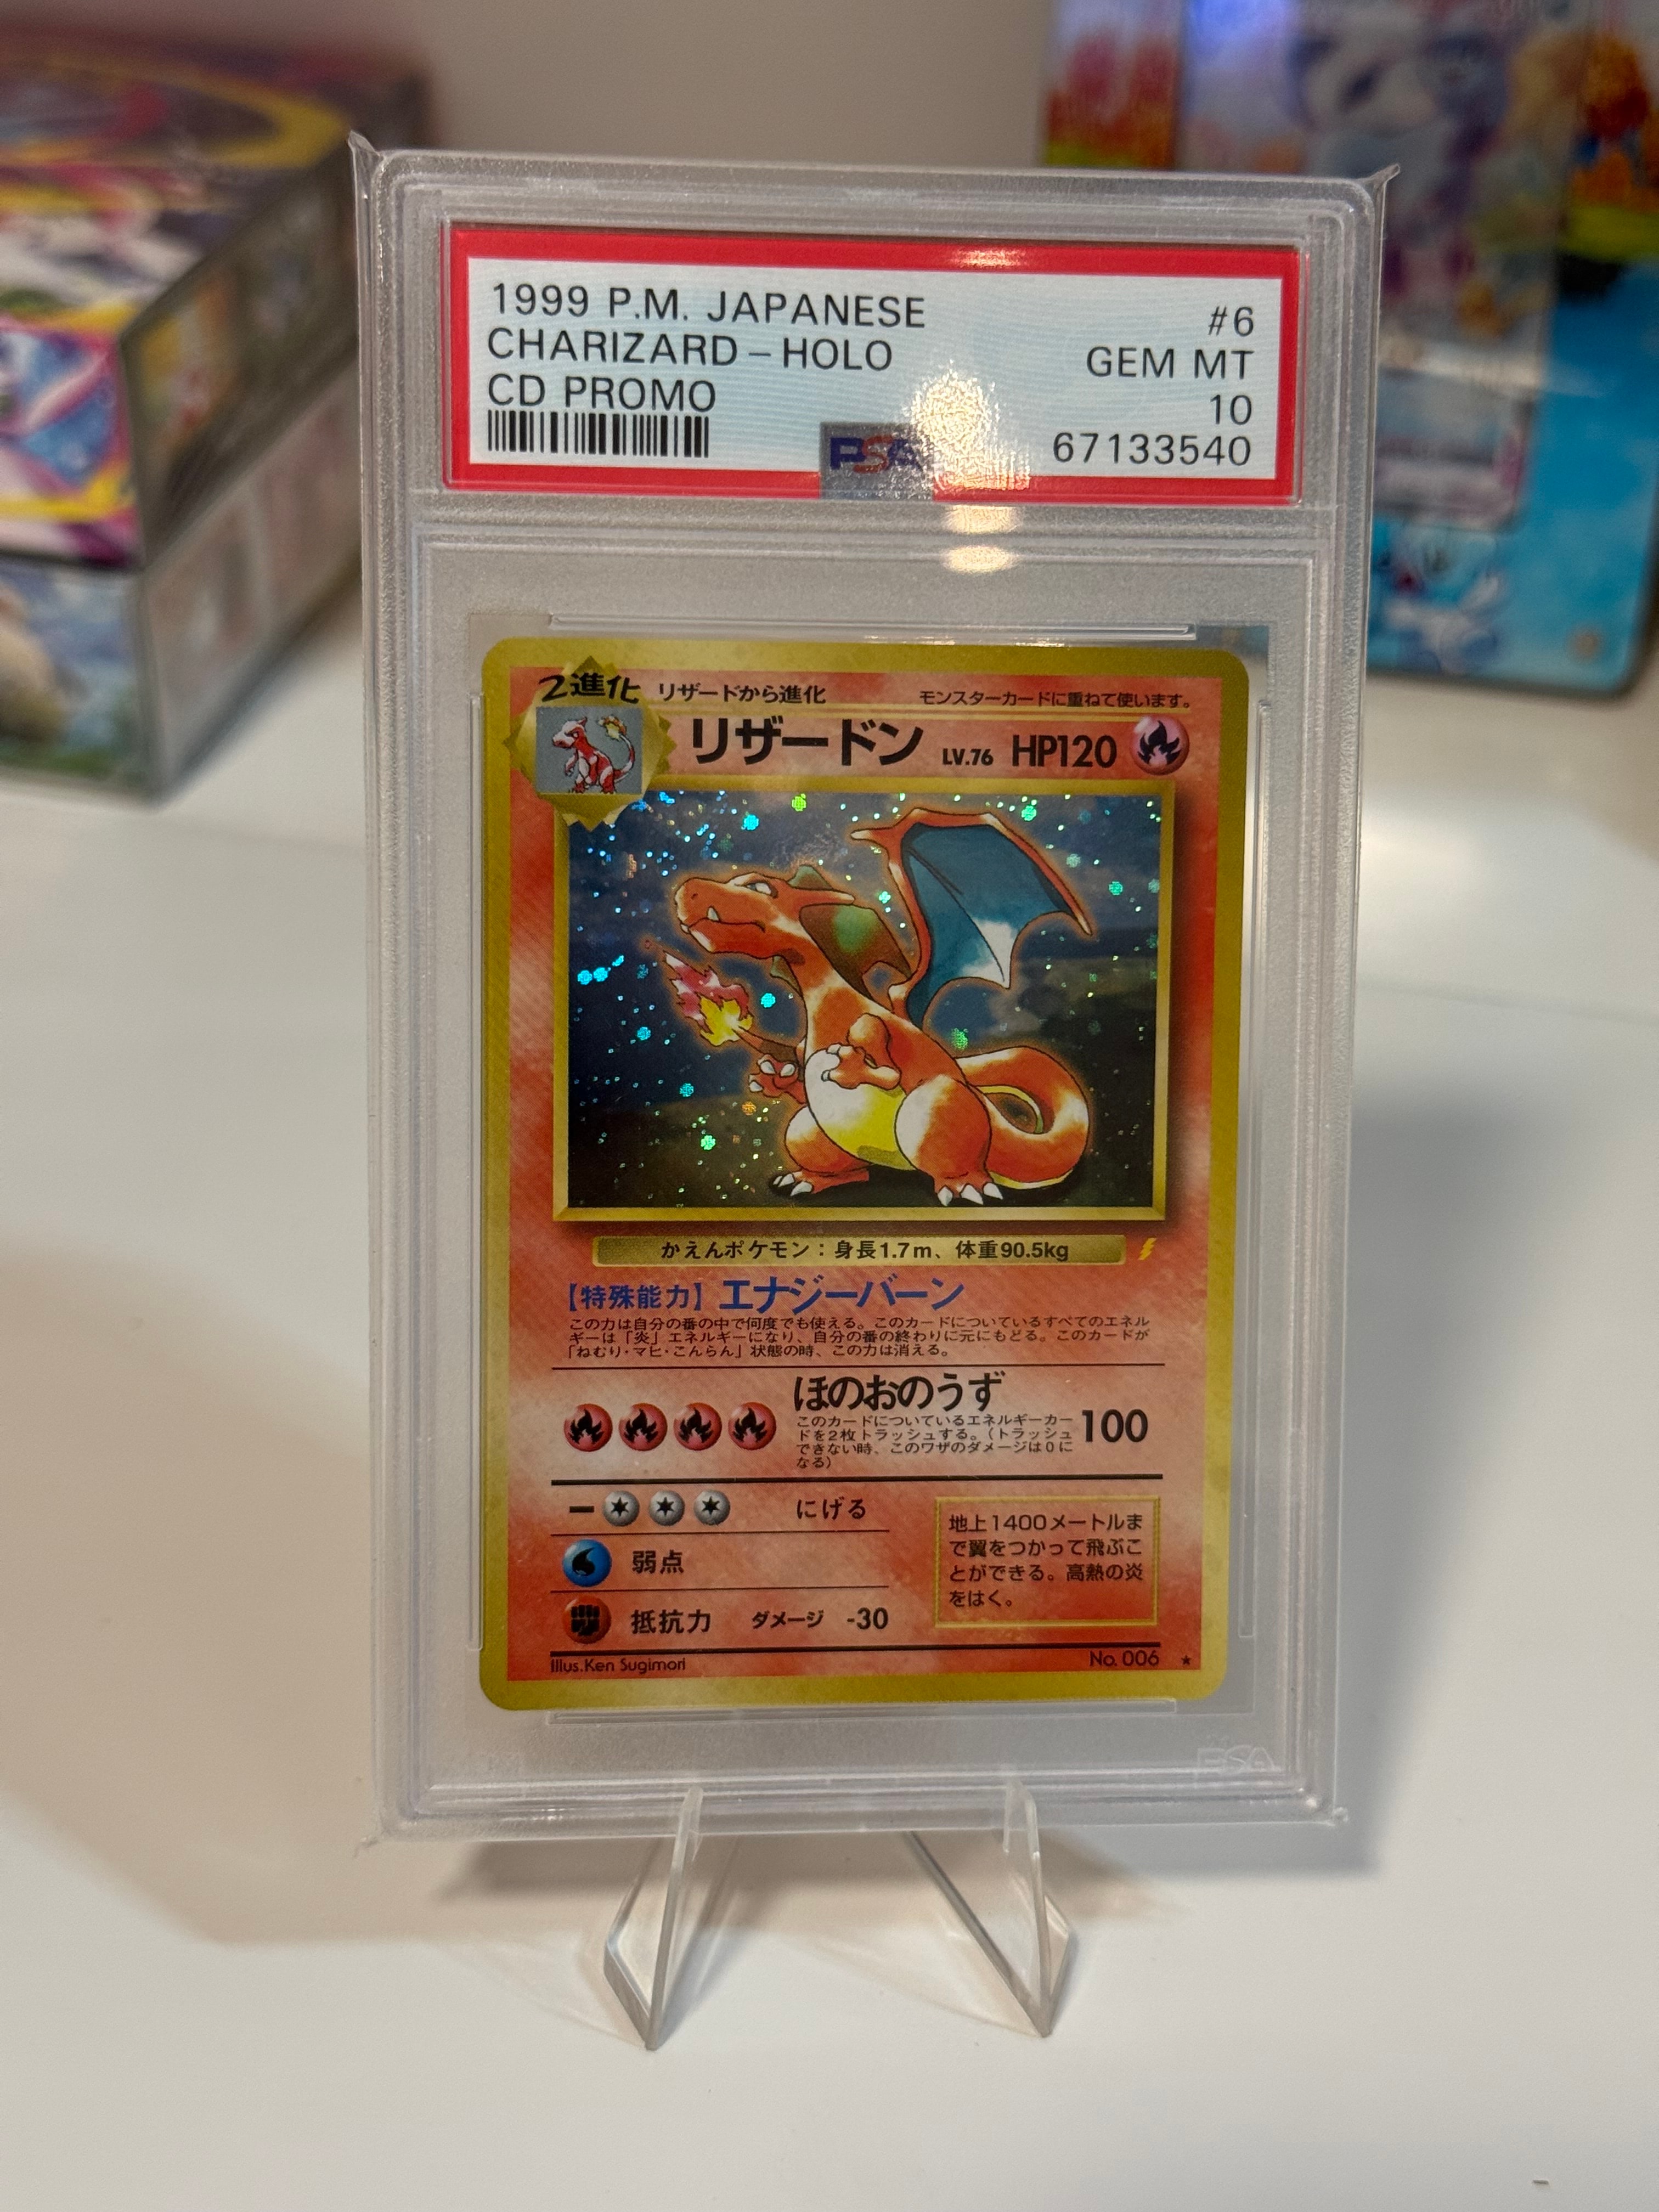 1999 P.M. JAPANESE #6
CHARIZARD - HOLO GEM MT
CD PROMO 10
PSA 67133540
2進化 リザードから進化 モンスターカードに重ねて使います。
リザードン LV.76 HP120
かえんポケモン：身長1.7m、体重90.5kg
【特殊能力】エナジーバーン
この力は自分の番の中で何度でも使える。このカードについているすべてのエネル
ギーは「炎」エネルギーになり、自分の番の終わりに元にもどる。このカードが
「ねむり・マヒ・こんらん」状態の時、この力は消える。
ほのおのうず
このカードについているエネルギーカー
ドを2枚トラッシュする。（トラッシュ
できない時、このワザのダメージは0に
なる）
100
にげる
弱点
抵抗力 ダメージ -30
地上1400メートルま
で翼をつかって飛ぶこ
とができる。高熱の炎
をはく。
Illus.Ken Sugimori No. 006 ★
PSA